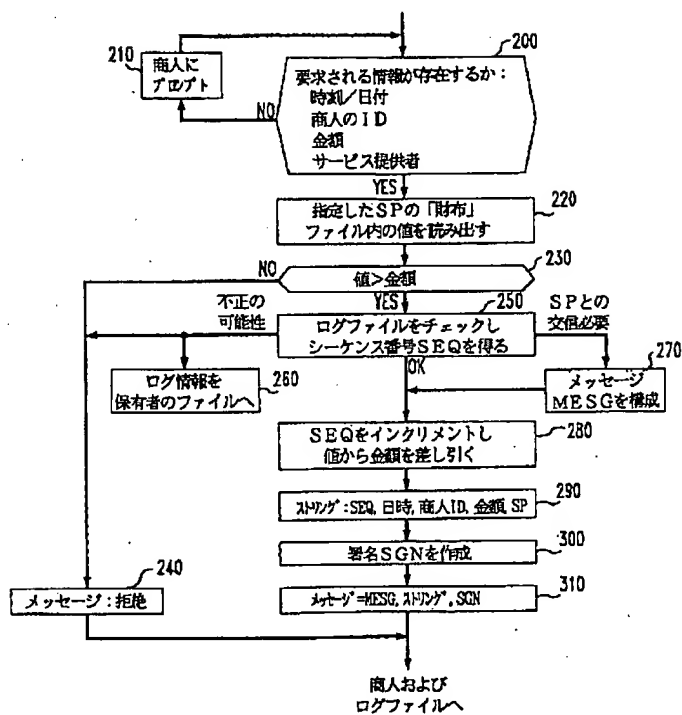 200
210
商人に
プロンプト
要求される情報が存在するか：
時刻／日付
商人のＩＤ
金額
サービス提供者
NO
YES
220
指定したＳＰの「財布」
ファイル内の値を読み出す
230
NO
値＞金額
YES
250
不正の
可能性
ＳＰとの
交信必要
ログファイルをチェックし
シーケンス番号ＳＥＱを得る
OK
260
ログ情報を
保有者のファイルへ
270
メッセージ
ＭＥＳＧを構成
280
ＳＥＱをインクリメントし
値から金額を差し引く
290
ストリング：SEQ, 日時, 商人ID, 金額, SP
300
署名ＳＧＮを作成
240
メッセージ：拒絶
310
メッセージ=MESG, ストリング, SGN
商人および
ログファイルへ